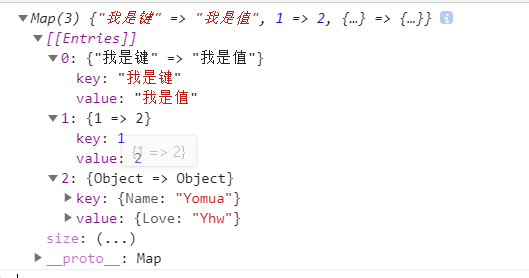 Map(3) {"我是键" => "我是值", 1 => 2, {…} => {…}} i
[[Entries]]
0: {"我是键" => "我是值"}
key: "我是键"
value: "我是值"
1: {1 => 2}
key: 1
value: 2
{1 => 2}
2: {Object => Object}
key: {Name: "Yomua"}
value: {Love: "Yhw"}
size: (...)
__proto__: Map